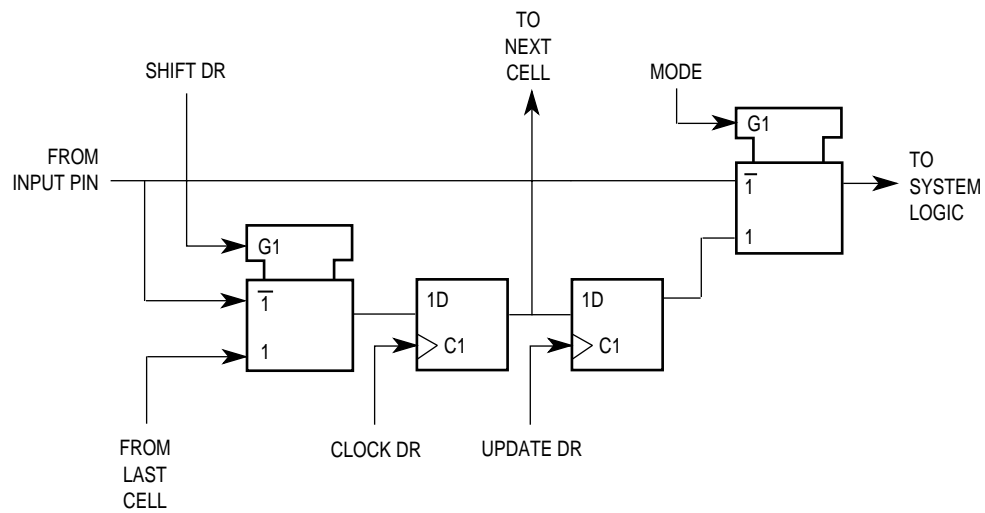 TO
NEXT
CELL
SHIFT DR
MODE
G1
FROM
INPUT PIN
1̅
1
TO
SYSTEM
LOGIC
G1
1̅
1
1D
C1
1D
C1
FROM
LAST
CELL
CLOCK DR
UPDATE DR